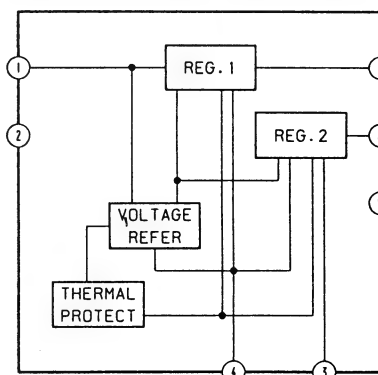 1
REG.1
REG.2
2
VOLTAGE
REFER
THERMAL
PROTECT
4
3